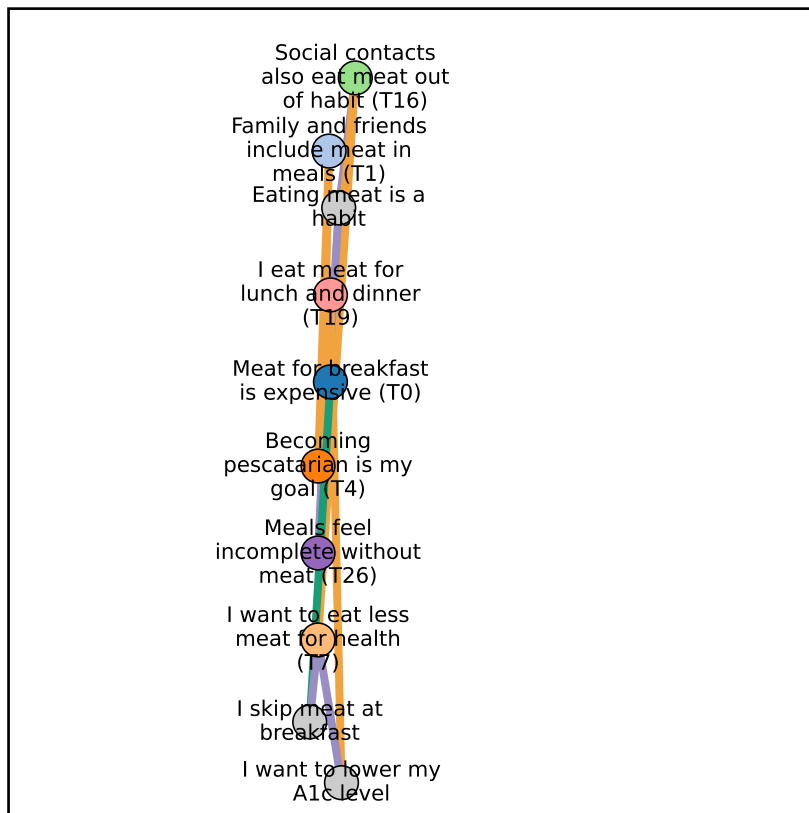 Social contacts
also eat meat out
of habit (T16)
Family and friends
include meat in
meals (T1)
Eating meat is a
habit
I eat meat for
lunch and dinner
(T19)
Meat for breakfast
is expensive (T0)
Becoming
pescatarian is my
goal (T4)
Meals feel
incomplete without
meat (T26)
I want to eat less
meat for health
(T7)
I skip meat at
breakfast
I want to lower my
A1c level